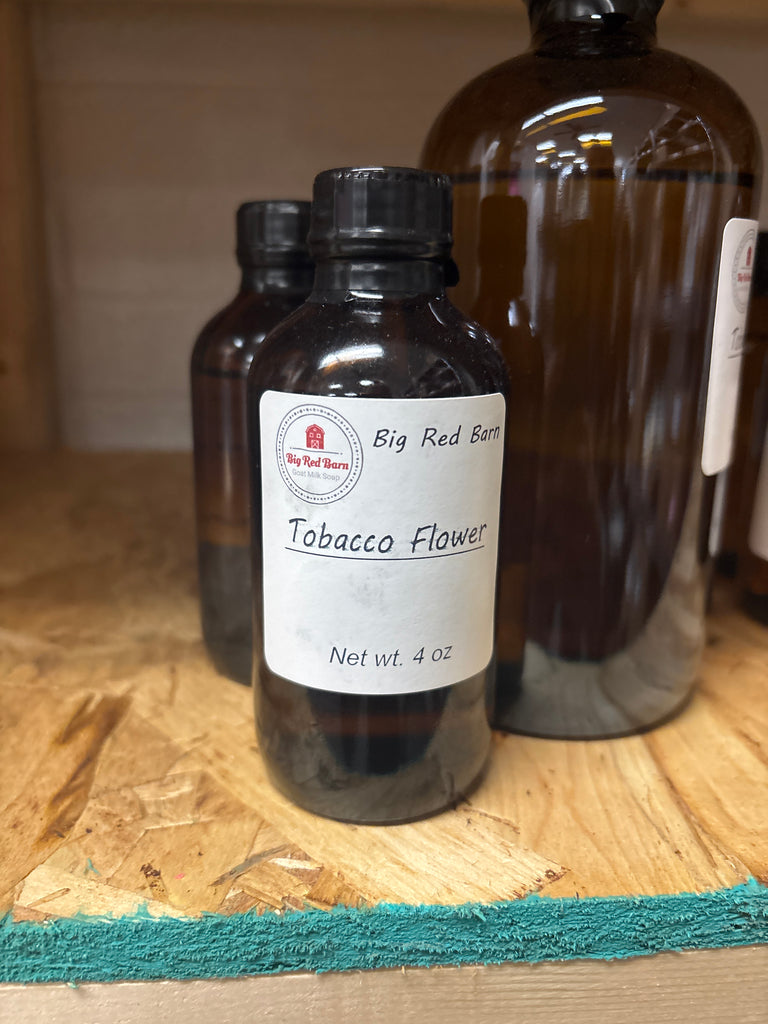 Big Red Barn
Big Red Barn
Goat Milk Soap
Tobacco Flower
Net wt. 4 oz